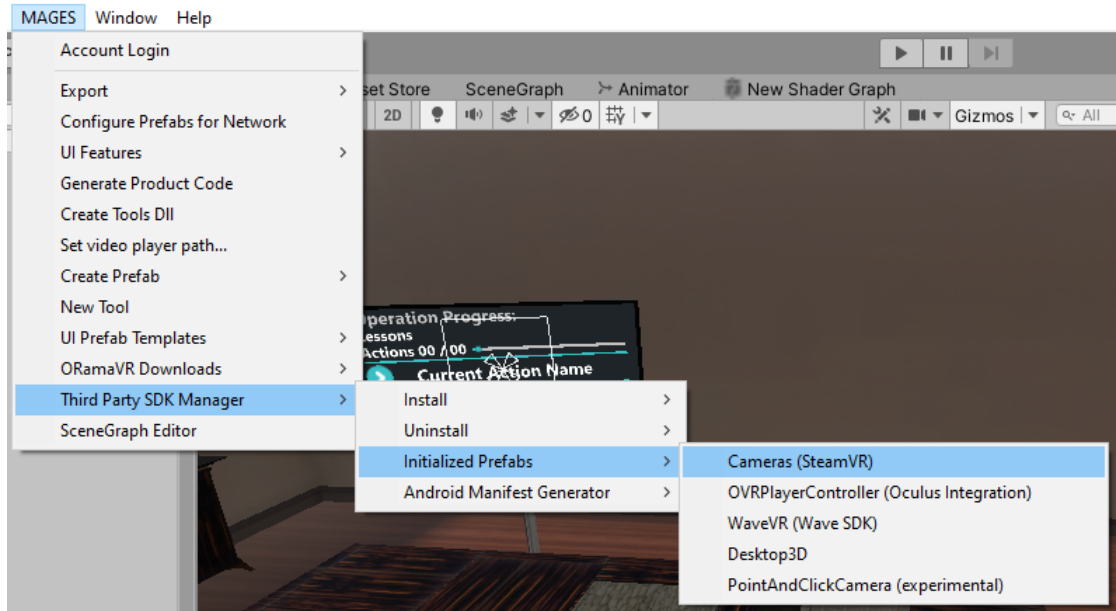 MAGES Window Help
Account Login
Export
Configure Prefabs for Network
UI Features
Generate Product Code
Create Tools Dll
Set video player path...
Create Prefab
New Tool
UI Prefab Templates
ORamaVR Downloads
Third Party SDK Manager
SceneGraph Editor
set Store SceneGraph Animator New Shader Graph
2D 0 Gizmos All
peration Progress:
essons
Actions 00 / 00
Current Action Name
Install
Uninstall
Initialized Prefabs
Android Manifest Generator
Cameras (SteamVR)
OVRPlayerController (Oculus Integration)
WaveVR (Wave SDK)
Desktop3D
PointAndClickCamera (experimental)